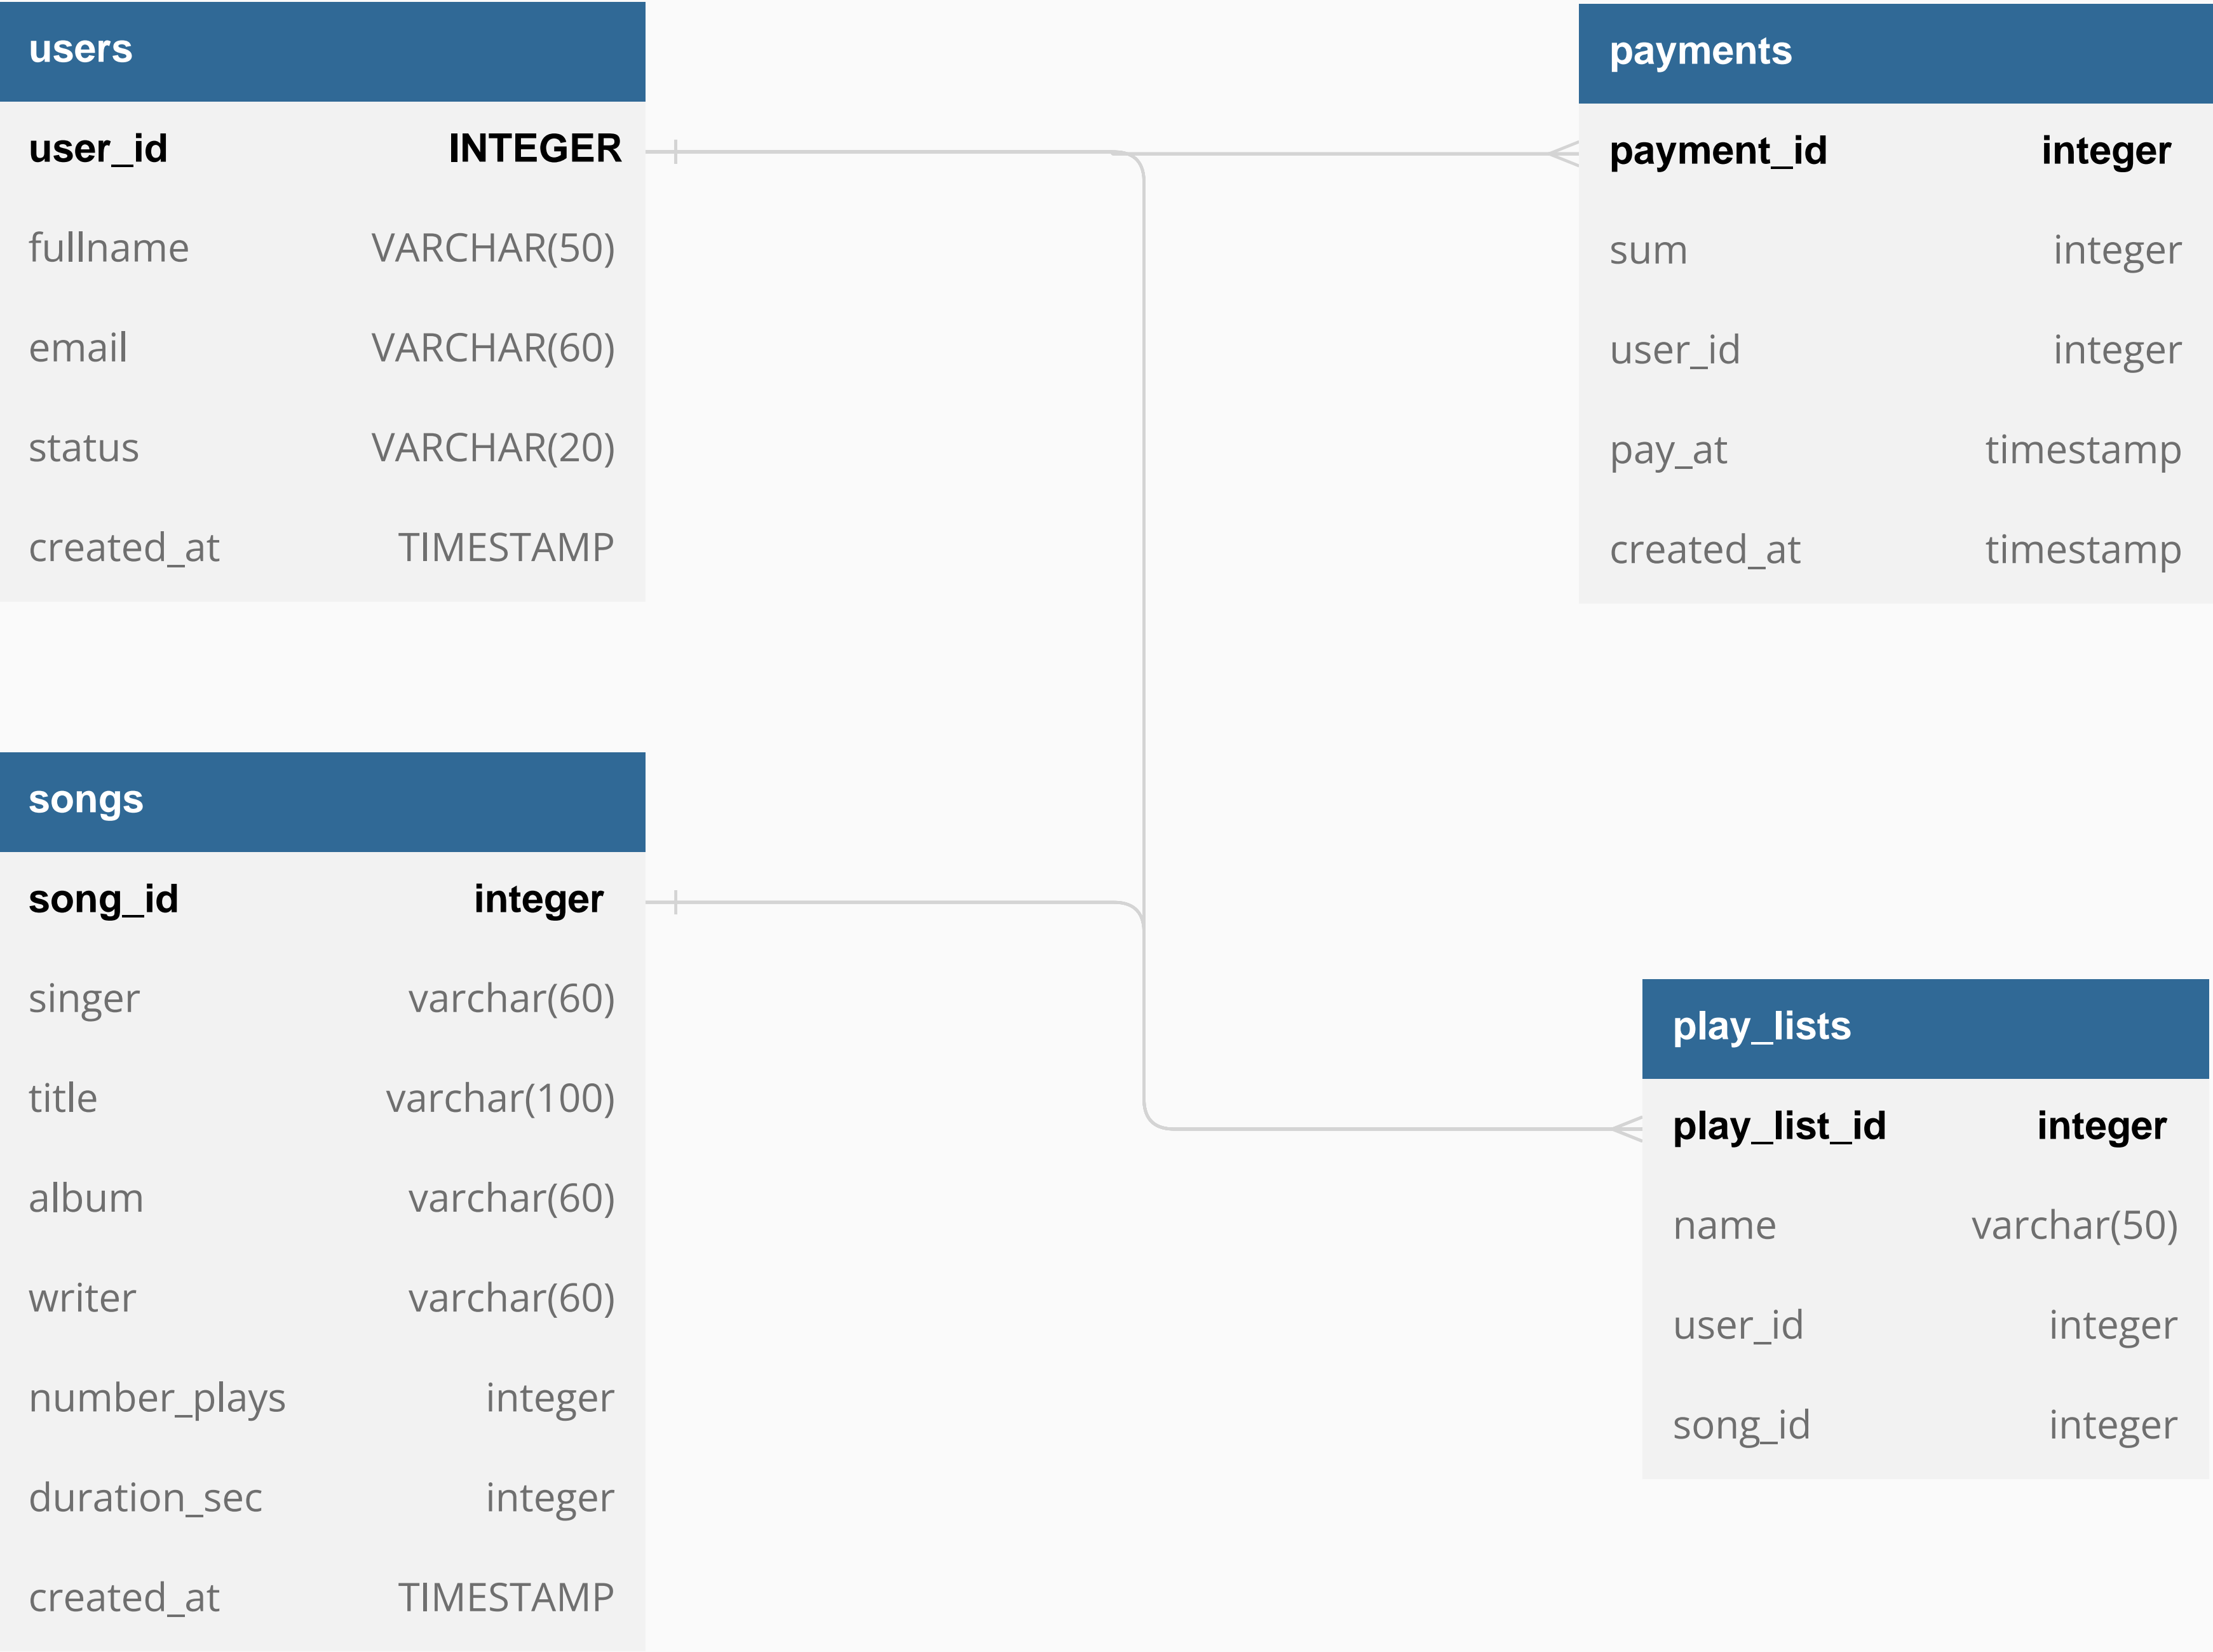 users
user_id INTEGER
fullname VARCHAR(50)
email VARCHAR(60)
status VARCHAR(20)
created_at TIMESTAMP
payments
payment_id integer
sum integer
user_id integer
pay_at timestamp
created_at timestamp
songs
song_id integer
singer varchar(60)
title varchar(100)
album varchar(60)
writer varchar(60)
number_plays integer
duration_sec integer
created_at TIMESTAMP
play_lists
play_list_id integer
name varchar(50)
user_id integer
song_id integer